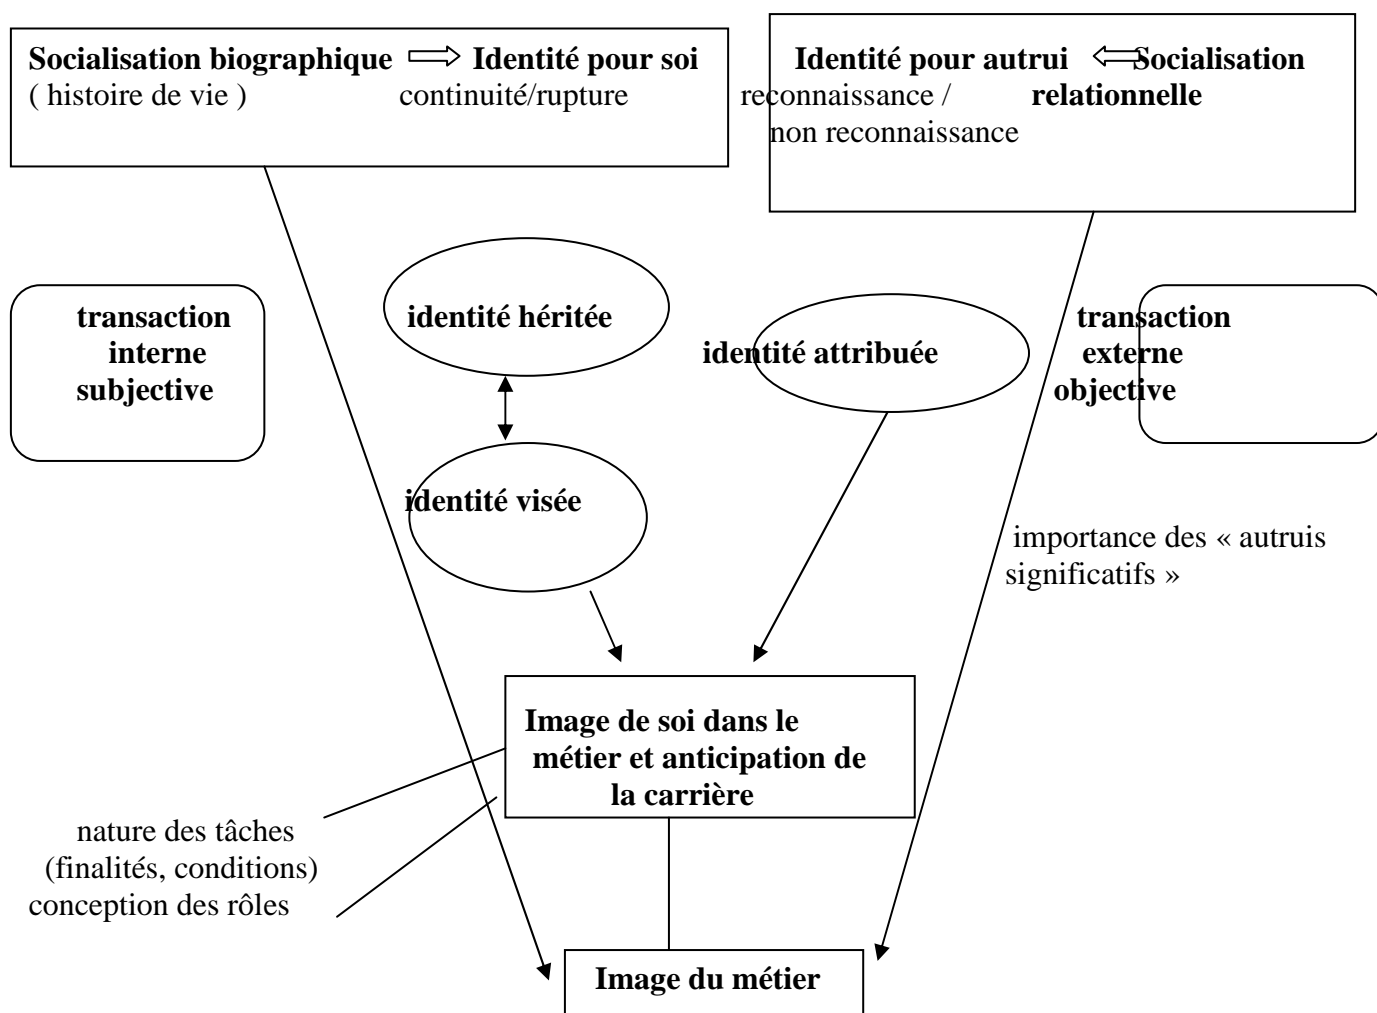 Socialisation biographique Identité pour soi
( histoire de vie ) continuité/rupture
Identité pour autrui Socialisation
reconnaissance / relationnelle
non reconnaissance
transaction
interne
subjective
identité héritée
identité visée
identité attribuée
transaction
externe
objective
importance des « autruis
significatifs »
Image de soi dans le
métier et anticipation de
la carrière
nature des tâches
(finalités, conditions)
conception des rôles
Image du métier